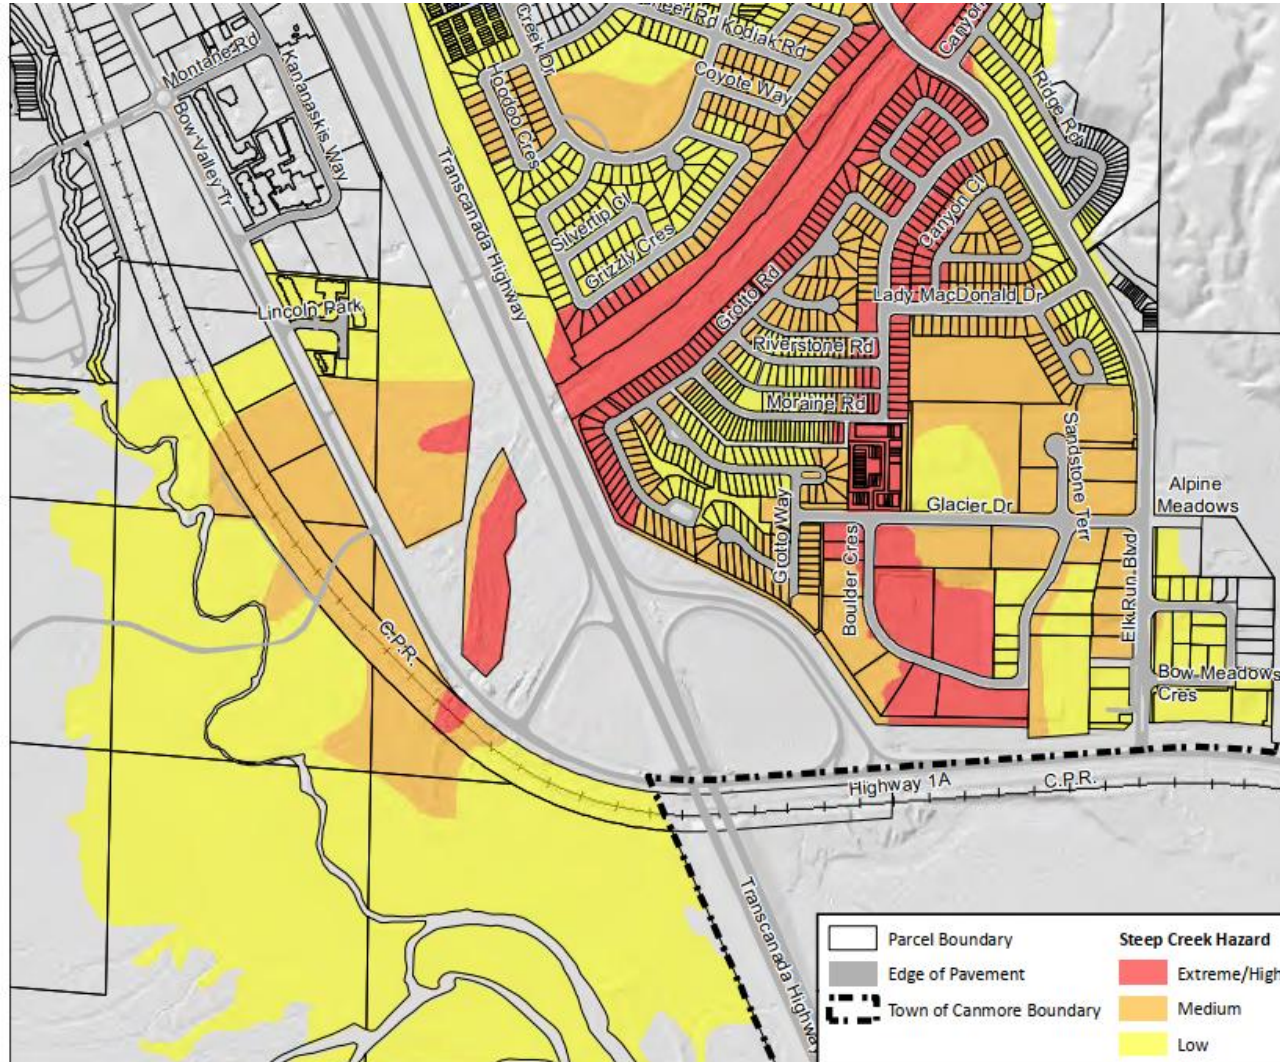 Creek Dr
Kodiak Rd
Canyon
Montane Rd
Kananaskis Way
Coyote Way
Hoodoo Cres
Ridge Rd
Bow Valley Tr
Transcanada Highway
Silvertip Cl
Canyon Cl
Grizzly Cres
Grotto Rd
Lady MacDonald Dr
Lincoln Park
Riverstone Rd
Moraine Rd
Sandstone Terr
Alpine
Meadows
Glacier Dr
Grotto Way
Boulder Cres
Elk Run Blvd
C.P.R.
Bow Meadows
Cres
Highway 1A
C.P.R.
Transcanada Highway
Parcel Boundary
Edge of Pavement
Town of Canmore Boundary
Steep Creek Hazard
Extreme/High
Medium
Low